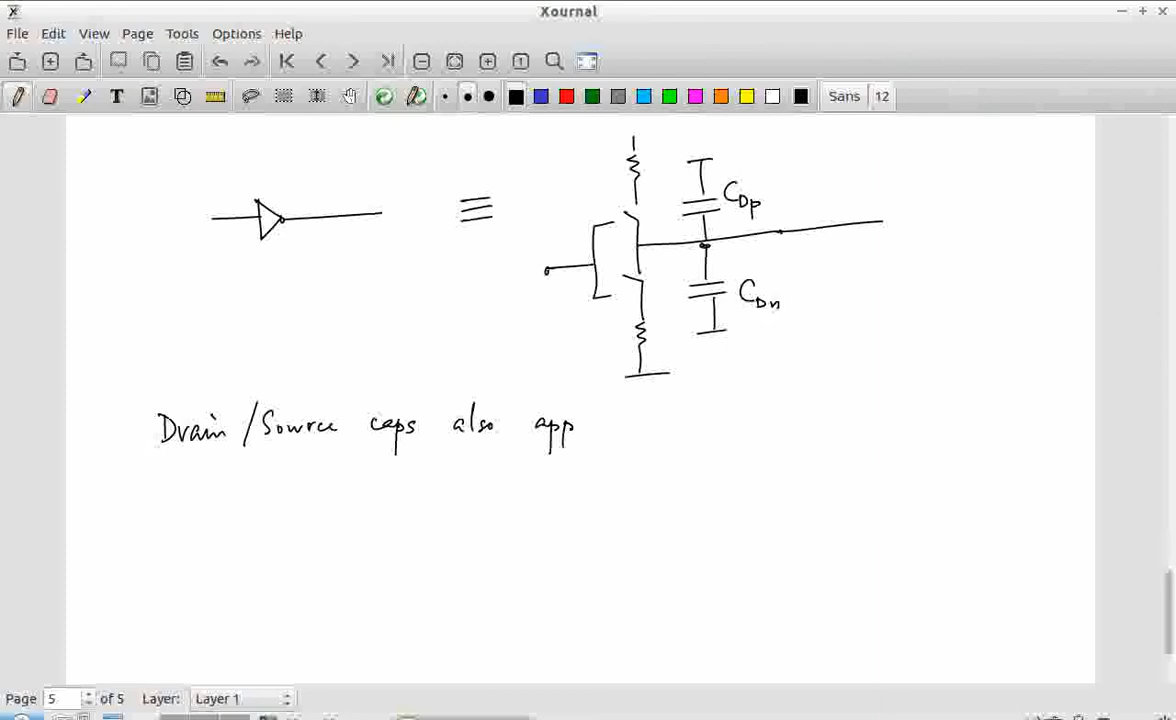 Xournal
File Edit View Page Tools Options Help
Sans 12
C_Dp
C_Dn
Drain/Source caps also app
Page 5 of 5 Layer: Layer 1